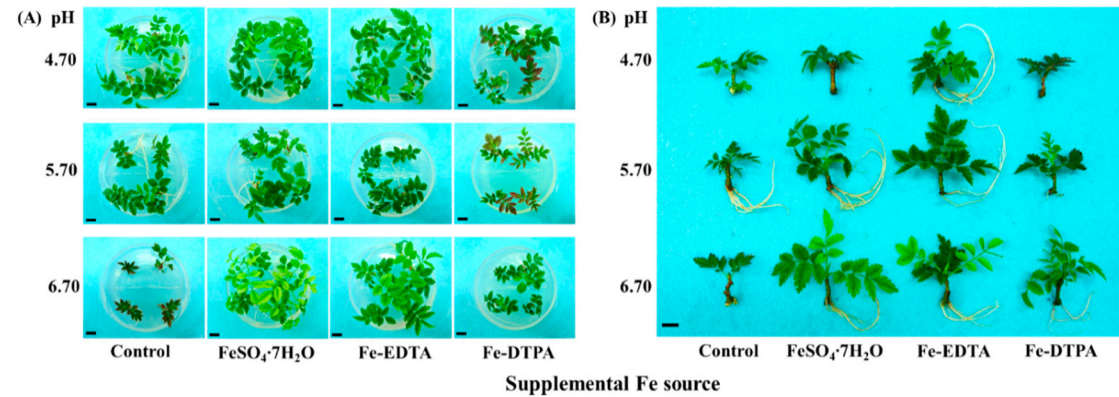 (A) pH
4.70
5.70
6.70
Control FeSO₄·7H₂O Fe-EDTA Fe-DTPA
(B) pH
4.70
5.70
6.70
Control FeSO₄·7H₂O Fe-EDTA Fe-DTPA
Supplemental Fe source